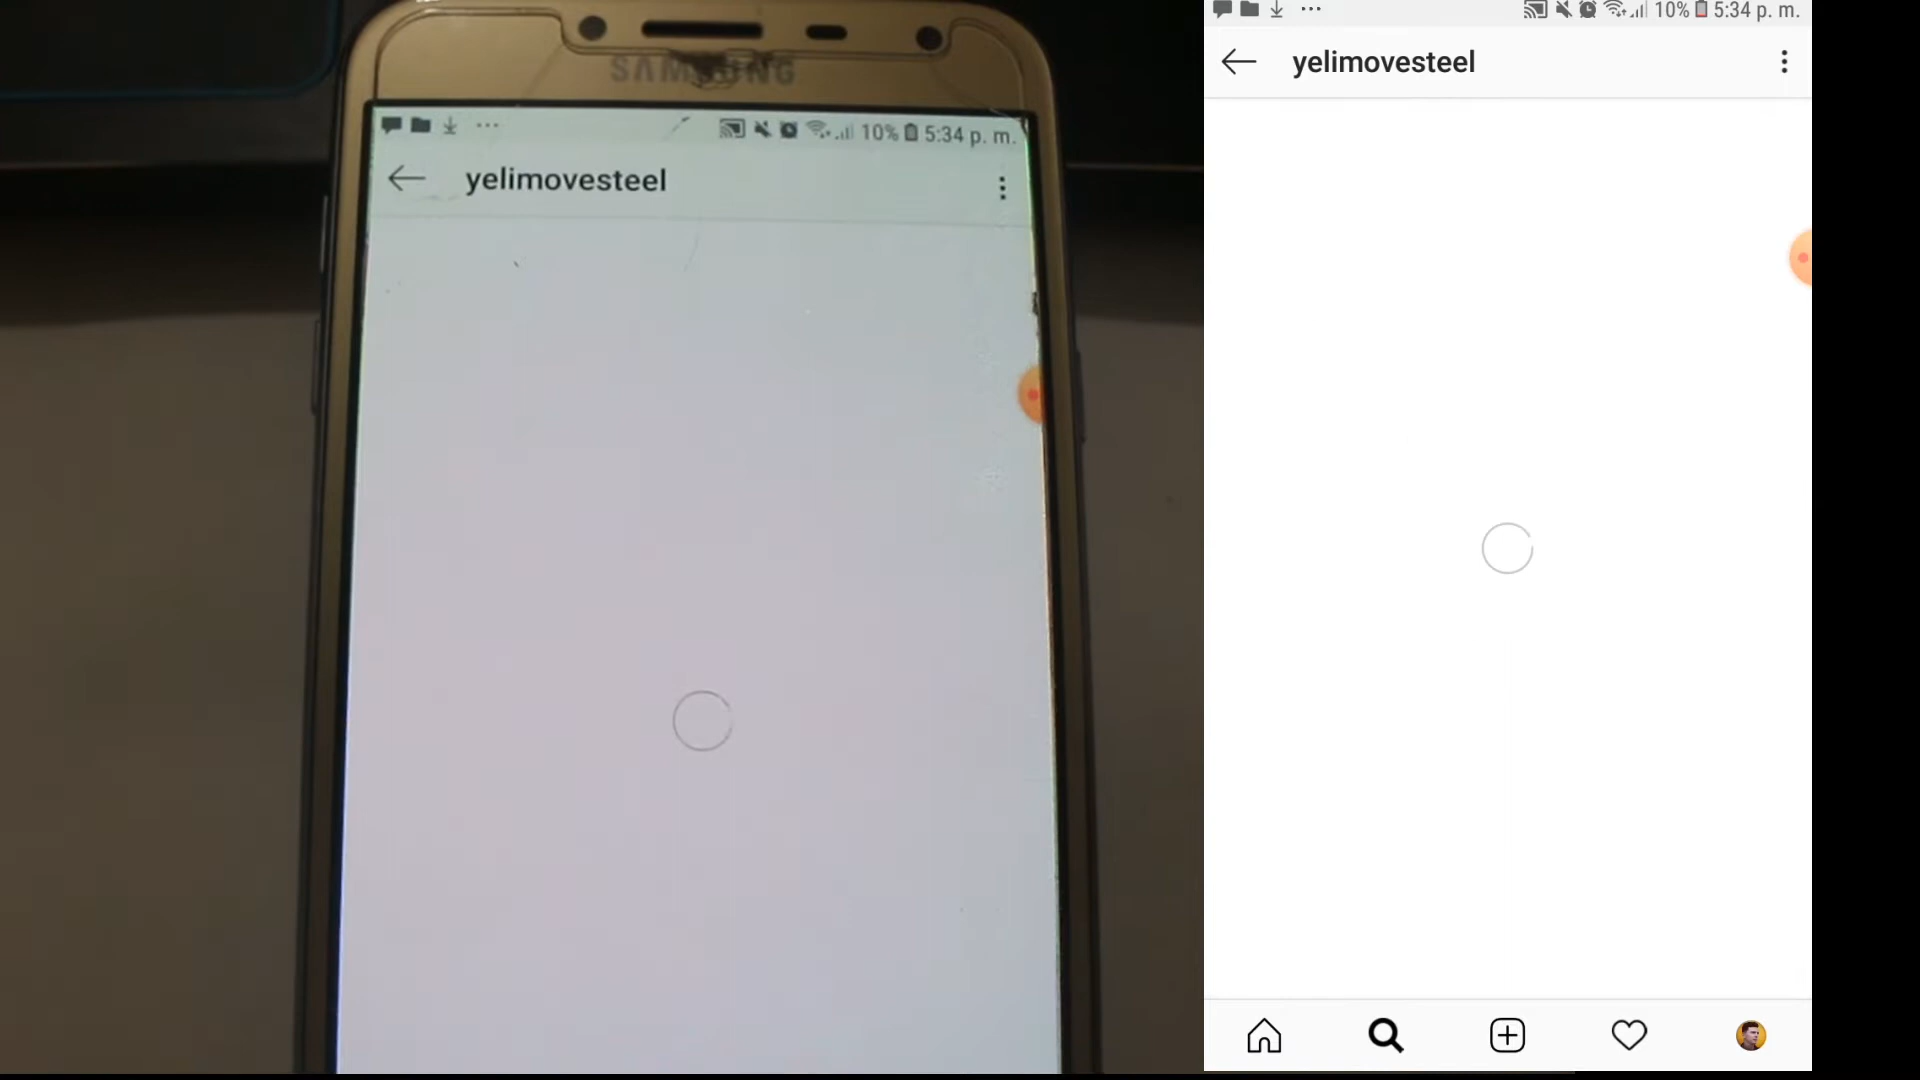 SAMSUNG
10% 5:34 p. m.
yelimovesteel
10% 5:34 p. m.
yelimovesteel